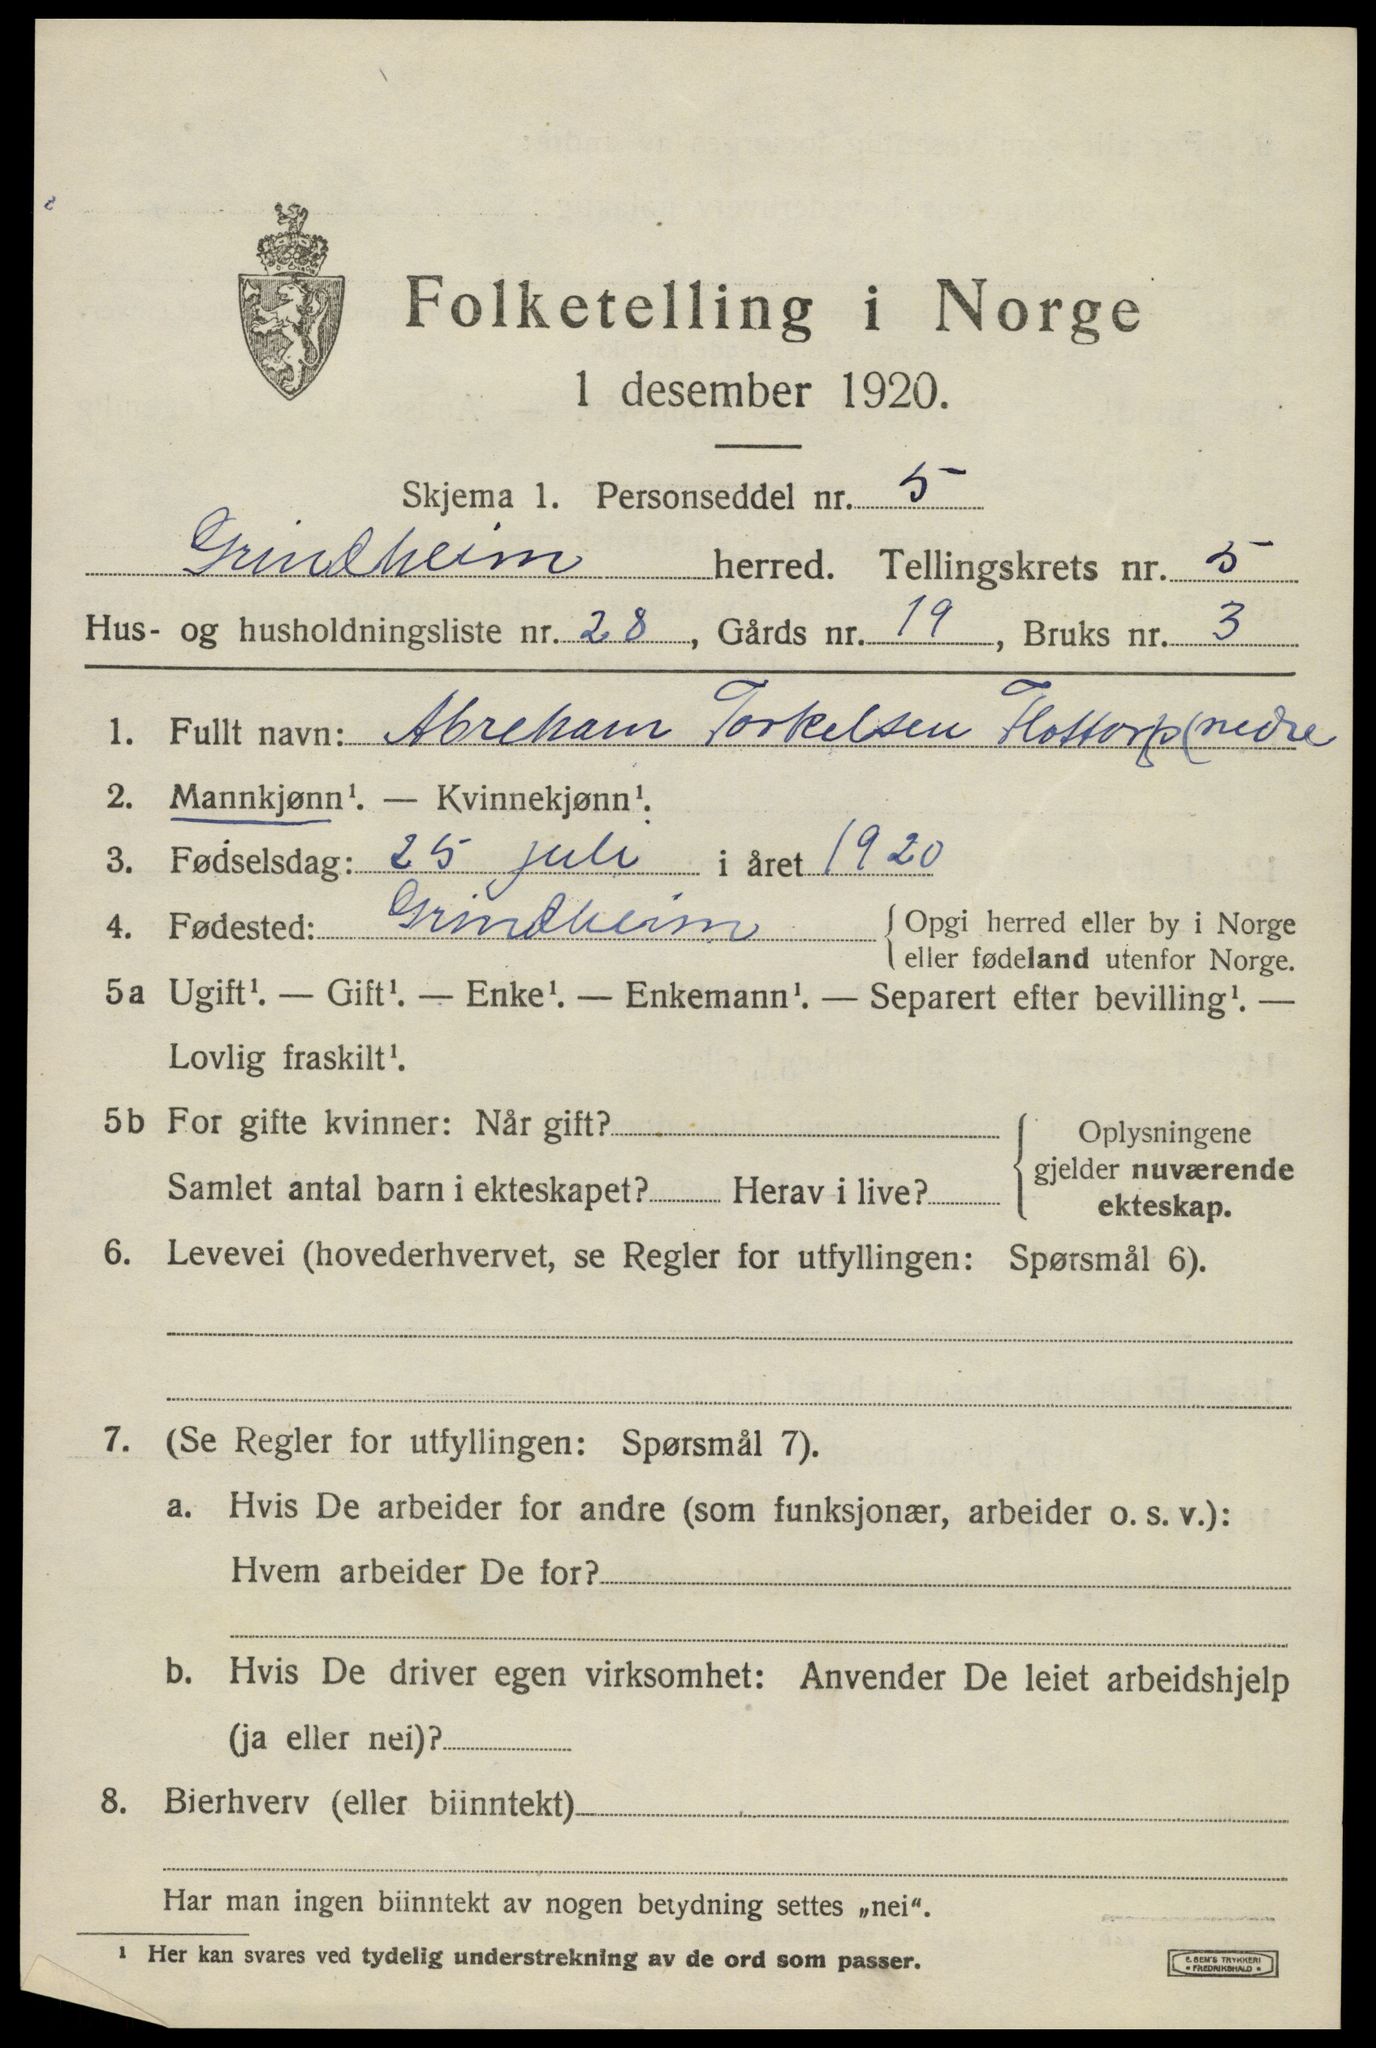 Folketelling i Norge
1 desember 1920.
Skjema 1. Personseddel nr. 5
Grindheim herred. Tellingskrets nr. 5
Hus- og husholdningsliste nr. 28, Gårds nr. 19, Bruks nr. 3
1. Fullt navn: Abreham Torkelsen Flottorp (nedre
2. Mannkjønn¹. — Kvinnekjønn¹.
3. Fødselsdag: 25 juli i året 1920
4. Fødested: Grindheim { Opgi herred eller by i Norge
eller fødeland utenfor Norge.
5a Ugift¹. — Gift¹. — Enke¹. — Enkemann¹. — Separert efter bevilling¹. —
Lovlig fraskilt¹.
5b For gifte kvinner: Når gift?
Samlet antal barn i ekteskapet? Herav i live?
{ Oplysningene
gjelder nuværende
ekteskap.
6. Levevei (hovederhvervet, se Regler for utfyllingen: Spørsmål 6).
7. (Se Regler for utfyllingen: Spørsmål 7).
a. Hvis De arbeider for andre (som funksjonær, arbeider o. s. v.):
Hvem arbeider De for?
b. Hvis De driver egen virksomhet: Anvender De leiet arbeidshjelp
(ja eller nei)?
8. Bierhverv (eller biinntekt)
Har man ingen biinntekt av nogen betydning settes „nei“.
¹ Her kan svares ved tydelig understrekning av de ord som passer.
E. SEM'S TRYKKERI
* FREDRIKSHALD *